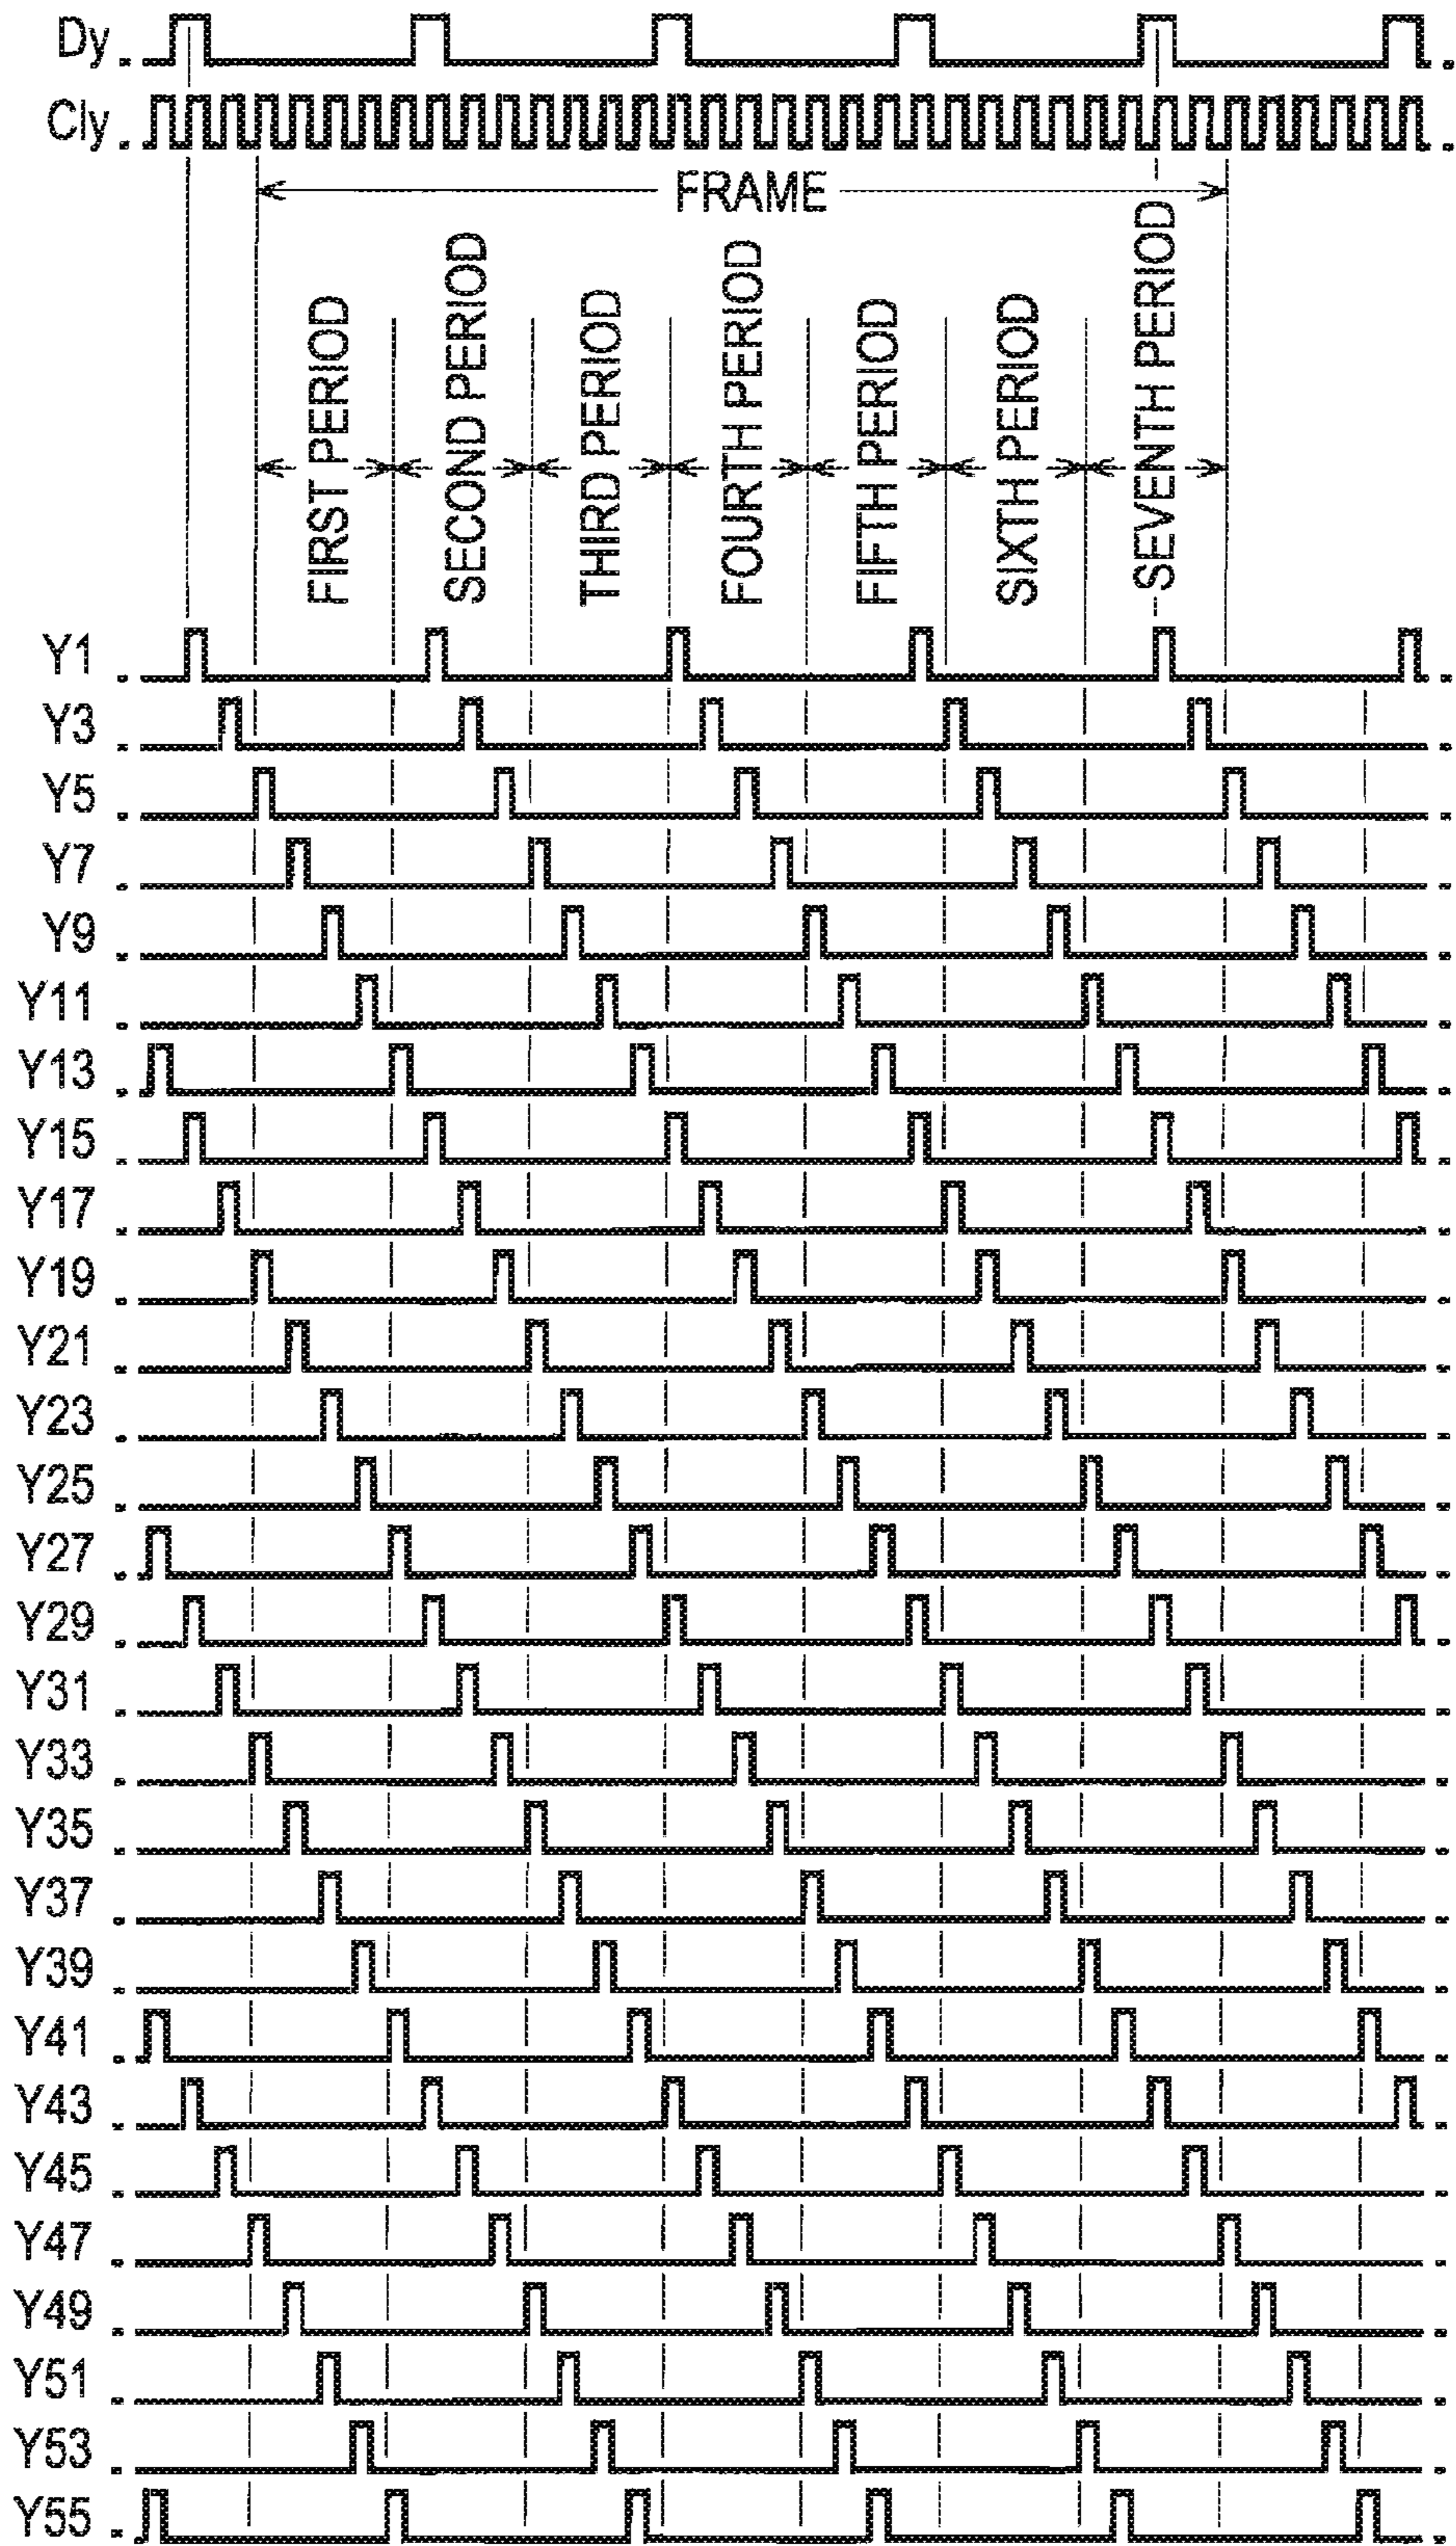 Dy
Cly
FRAME
FIRST PERIOD
SECOND PERIOD
THIRD PERIOD
FOURTH PERIOD
FIFTH PERIOD
SIXTH PERIOD
SEVENTH PERIOD
Y1
Y3
Y5
Y7
Y9
Y11
Y13
Y15
Y17
Y19
Y21
Y23
Y25
Y27
Y29
Y31
Y33
Y35
Y37
Y39
Y41
Y43
Y45
Y47
Y49
Y51
Y53
Y55